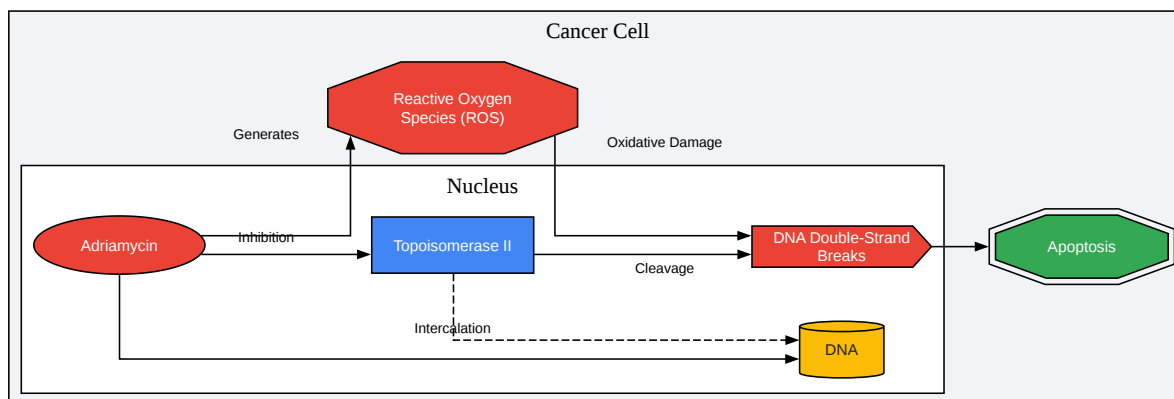 Cancer Cell
Reactive Oxygen
Species (ROS)
Generates
Oxidative Damage
Nucleus
Adriamycin
Inhibition
Topoisomerase II
DNA Double-Strand
Breaks
Apoptosis
Cleavage
Intercalation
DNA